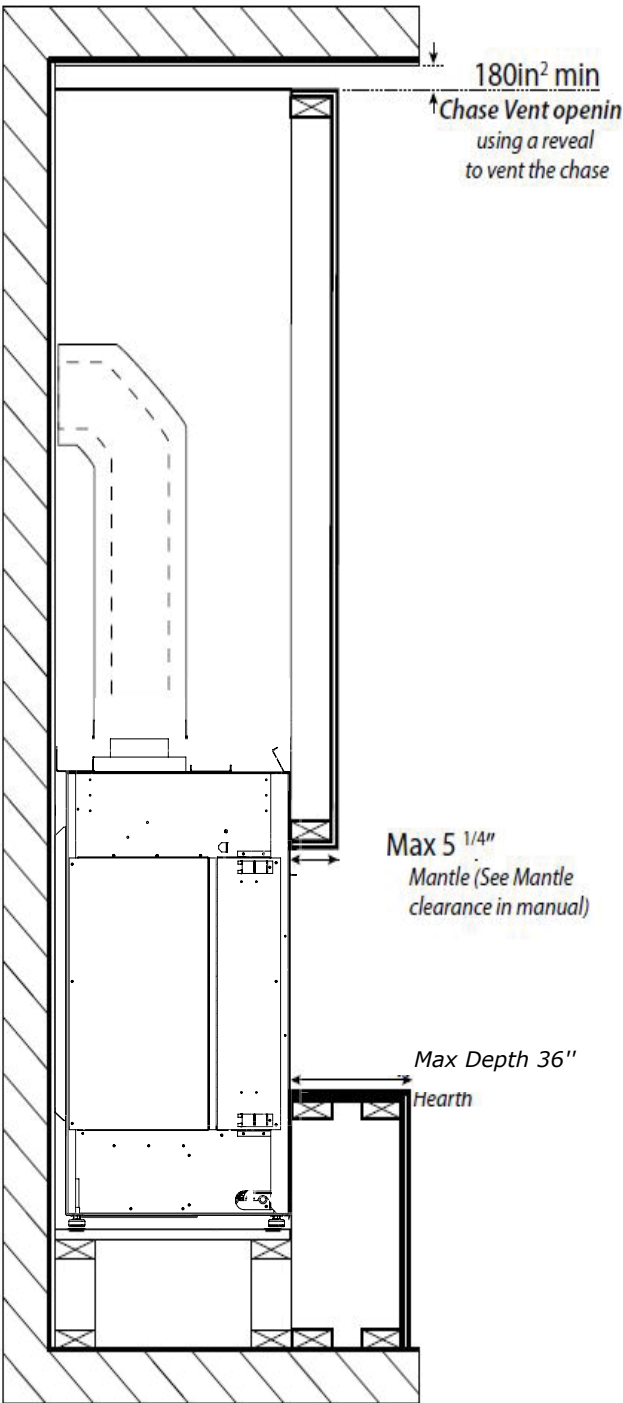 180in² min
Chase Vent openin
using a reveal
to vent the chase
Max 5 1/4"
Mantle (See Mantle
clearance in manual)
Max Depth 36"
Hearth